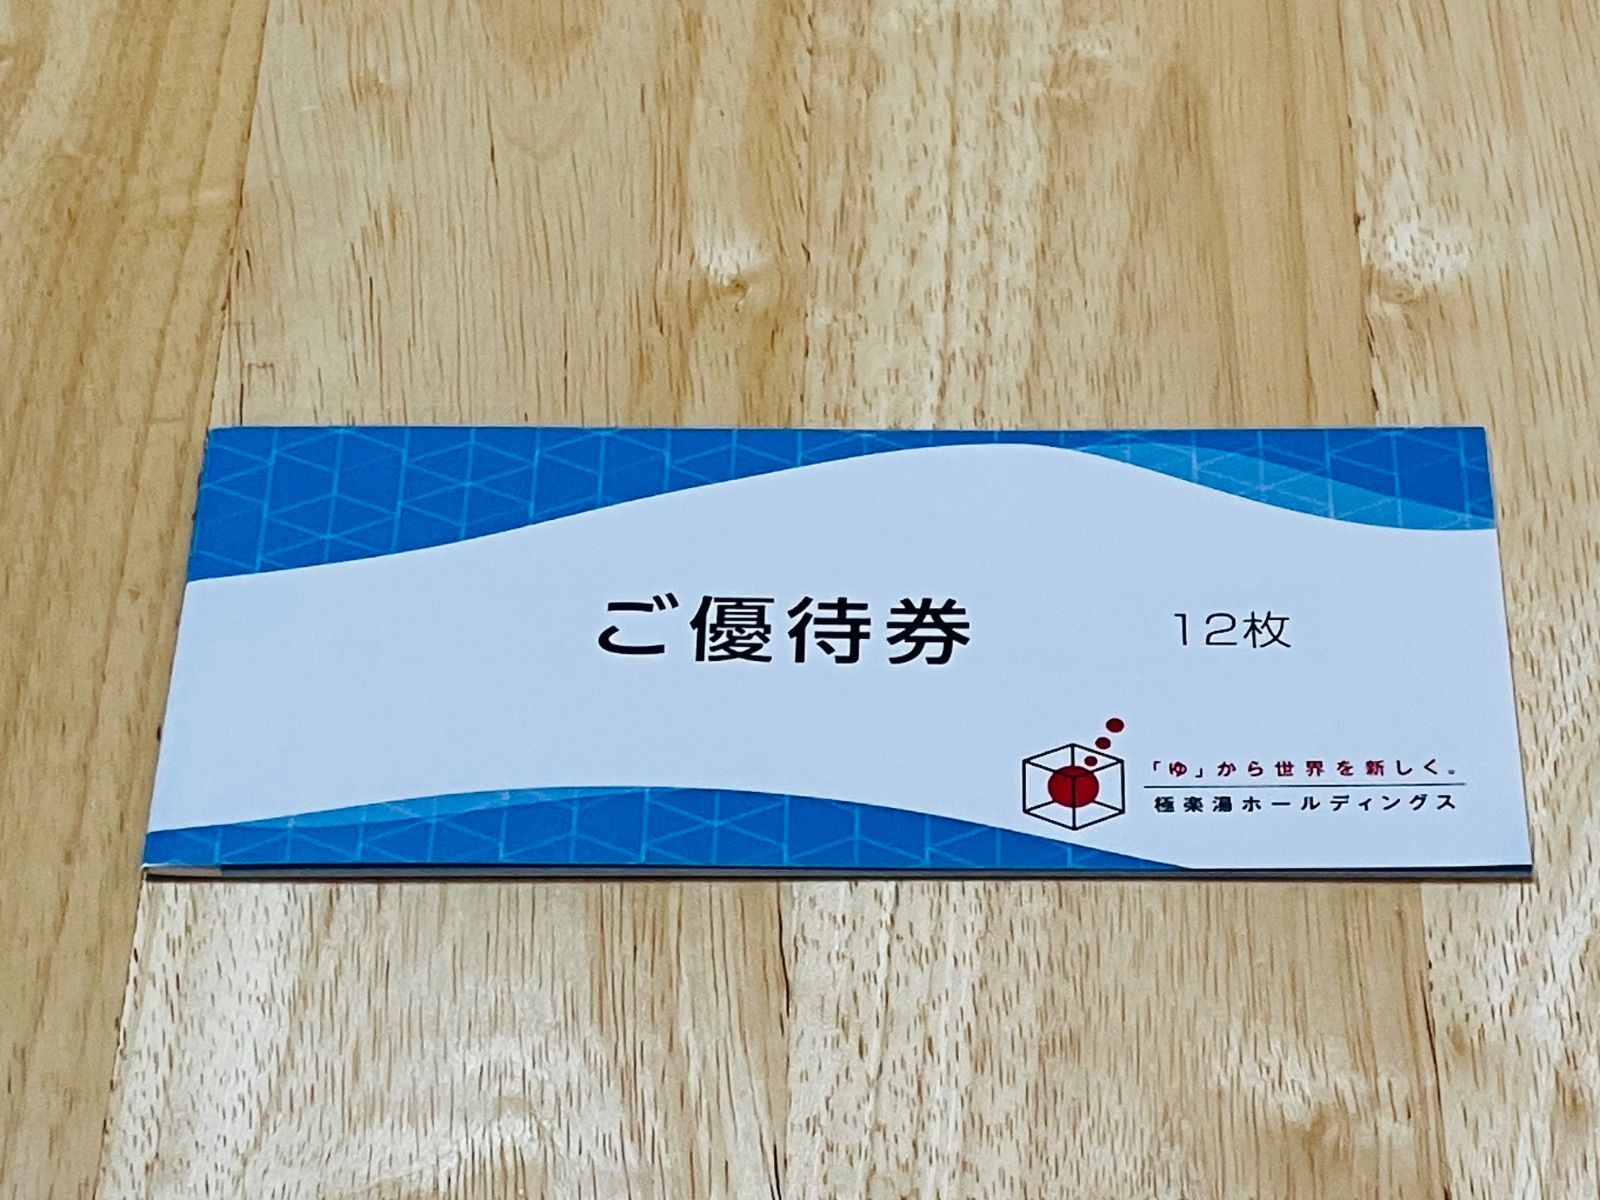 ご優待券 12枚
「ゆ」から世界を新しく。
極楽湯ホールディングス